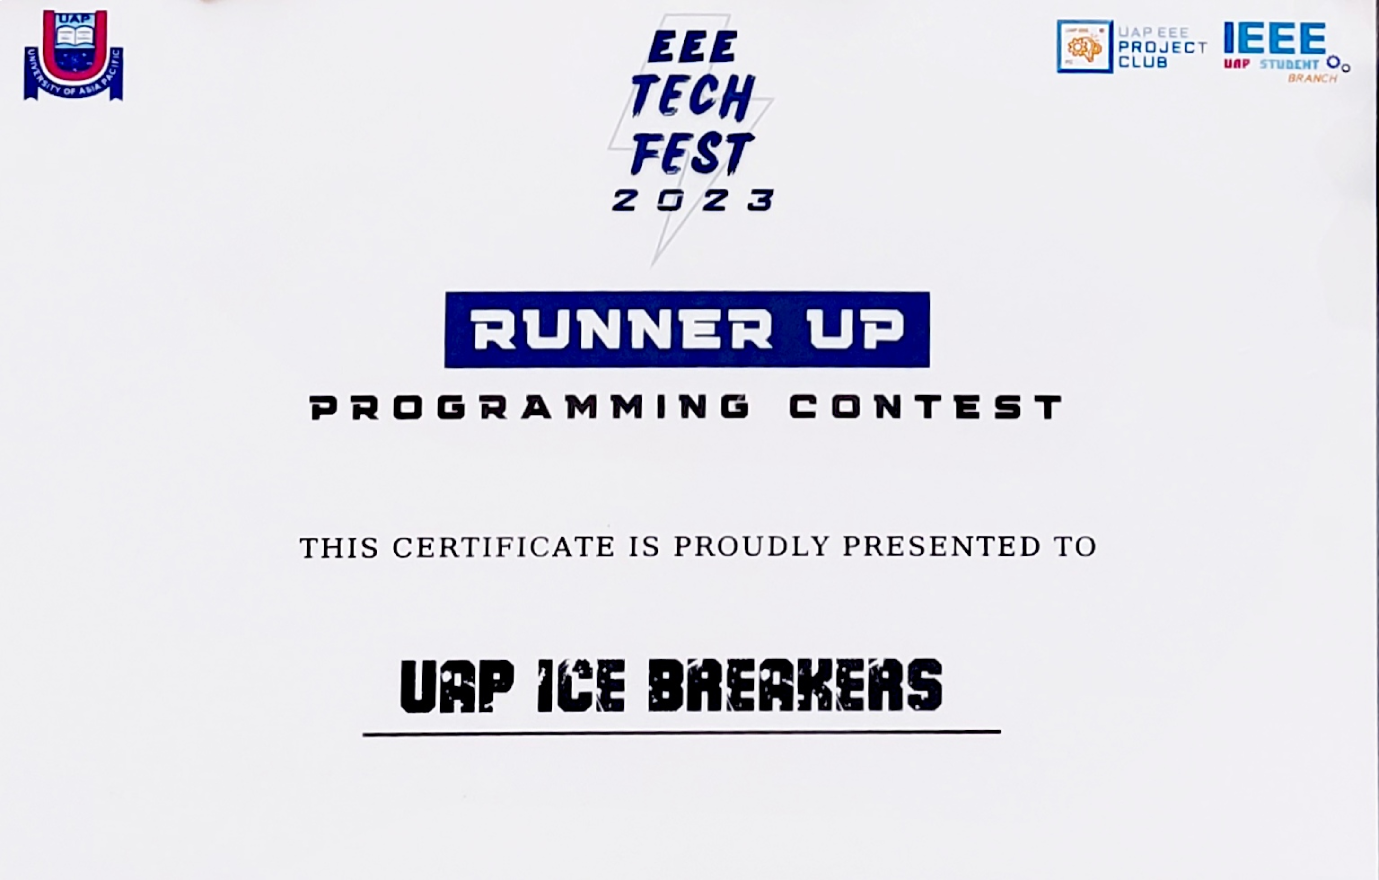 UAP
UNIVERSITY OF ASIA PACIFIC
EEE
TECH
FEST
2023
UAP EEE
PROJECT
CLUB
IEEE
UAP STUDENT
BRANCH
RUNNER UP
PROGRAMMING CONTEST
THIS CERTIFICATE IS PROUDLY PRESENTED TO
UAP ICE BREAKERS